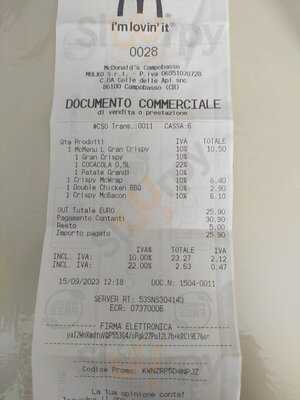 i'm lovin' it
0028
McDonald's Campobasso
MOLKO S.r.l. - P.iva 06951020728
C.DA Colle delle Api snc
86100 Campobasso (CB)
DOCUMENTO COMMERCIALE
di vendita o prestazione
#CSO Trans.:0011 CASSA:6
Qta Prodotti IVA TOTALE
1 McMenu L Gran Crispy 10% 10.50
1 Gran Crispy 10%
1 COCACOLA 0,5L 22%
1 Patate Grandi 10%
1 Crispy McWrap 10% 6.40
1 Double Chicken BBQ 10% 2.90
1 Crispy McBacon 10% 6.10
OUT Totale EURO 25.90
Pagamento Contanti 30.90
Resto 5.00
Importo pagato 25.90
IVA% TOTALE IVA
INCL. IVA: 10.00% 23.27 2.12
INCL. IVA: 22.00% 2.63 0.47
15/09/2023 12:18 DOC.N: 1504-0011
SERVER RT: 53SNS304143
ECR: 07370006
FIRMA ELETTRONICA
Codice Promo: KWNZRP5D4NPJZ
La tua opinione conta!